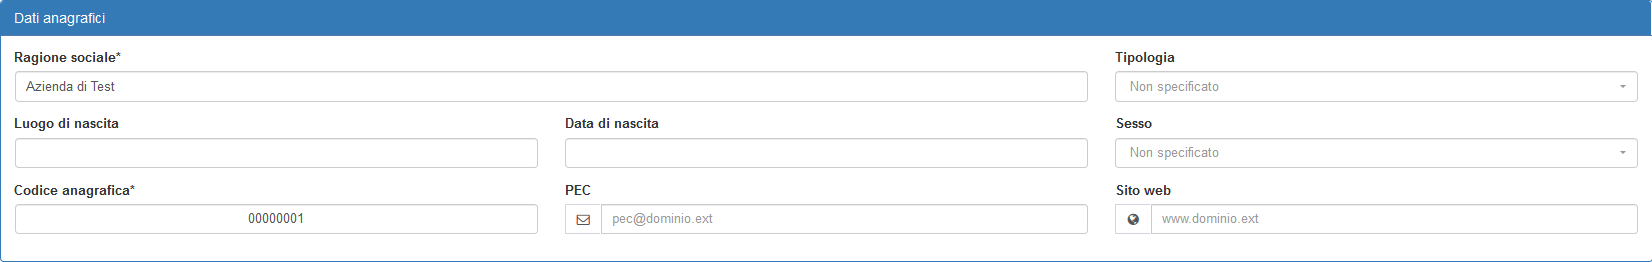 Dati anagrafici
Ragione sociale* Tipologia
Azienda di Test Non specificato
Luogo di nascita Data di nascita Sesso
Non specificato
Codice anagrafica* PEC Sito web
00000001 pec@dominio.ext www.dominio.ext